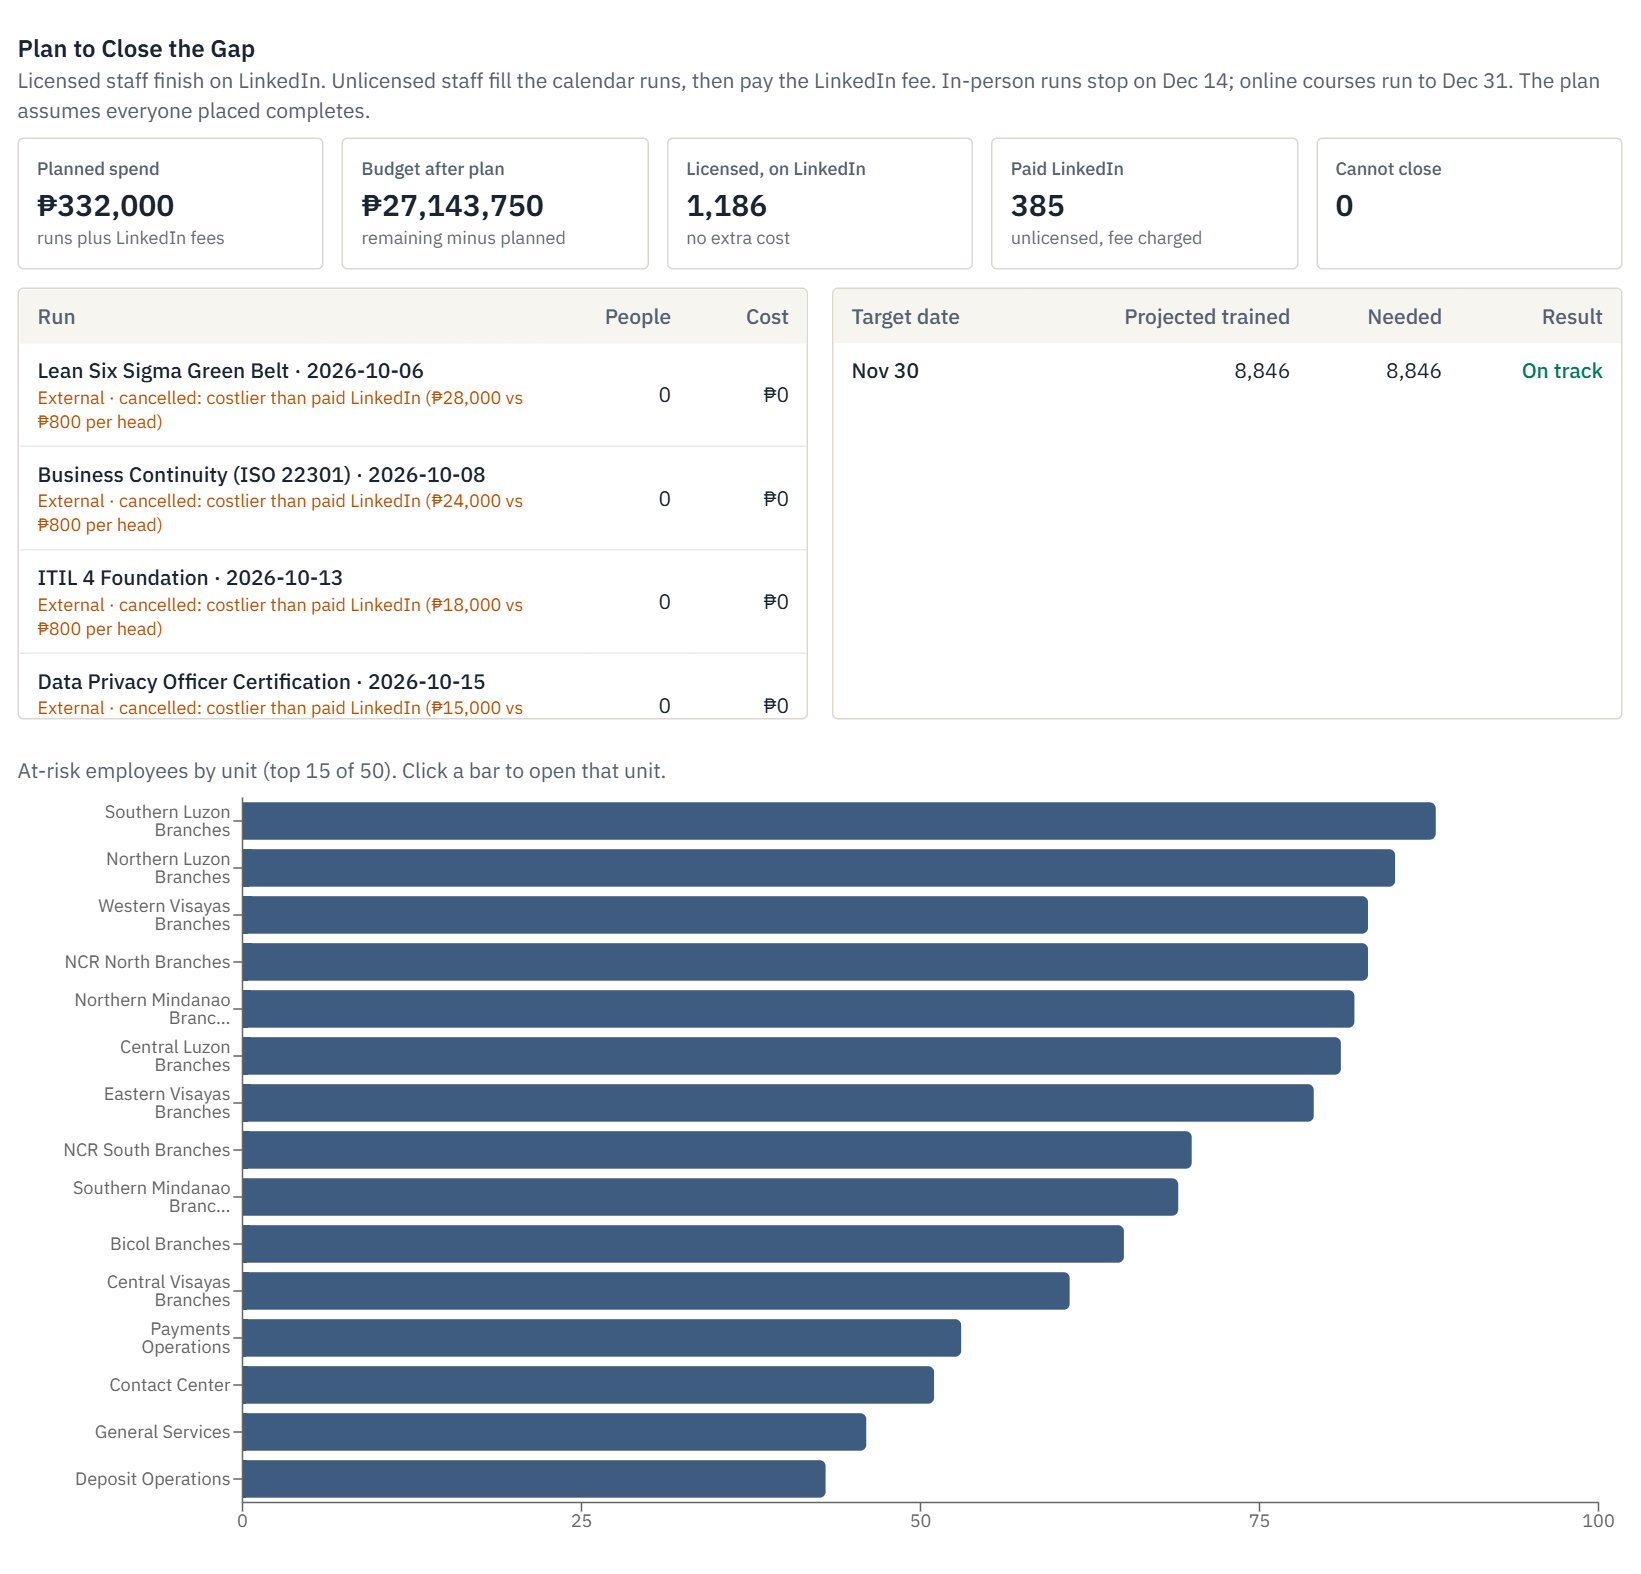 Plan to Close the Gap
Licensed staff finish on LinkedIn. Unlicensed staff fill the calendar runs, then pay the LinkedIn fee. In-person runs stop on Dec 14; online courses run to Dec 31. The plan
assumes everyone placed completes.
Planned spend
₱332,000
runs plus LinkedIn fees
Budget after plan
₱27,143,750
remaining minus planned
Licensed, on LinkedIn
1,186
no extra cost
Paid LinkedIn
385
unlicensed, fee charged
Cannot close
0
Run People Cost
Lean Six Sigma Green Belt · 2026-10-06
External · cancelled: costlier than paid LinkedIn (₱28,000 vs
₱800 per head)
0 ₱0
Business Continuity (ISO 22301) · 2026-10-08
External · cancelled: costlier than paid LinkedIn (₱24,000 vs
₱800 per head)
0 ₱0
ITIL 4 Foundation · 2026-10-13
External · cancelled: costlier than paid LinkedIn (₱18,000 vs
₱800 per head)
0 ₱0
Data Privacy Officer Certification · 2026-10-15
External · cancelled: costlier than paid LinkedIn (₱15,000 vs
0 ₱0
Target date Projected trained Needed Result
Nov 30 8,846 8,846 On track
At-risk employees by unit (top 15 of 50). Click a bar to open that unit.
Southern Luzon
Branches
Northern Luzon
Branches
Western Visayas
Branches
NCR North Branches
Northern Mindanao
Branc...
Central Luzon
Branches
Eastern Visayas
Branches
NCR South Branches
Southern Mindanao
Branc...
Bicol Branches
Central Visayas
Branches
Payments
Operations
Contact Center
General Services
Deposit Operations
0 25 50 75 100